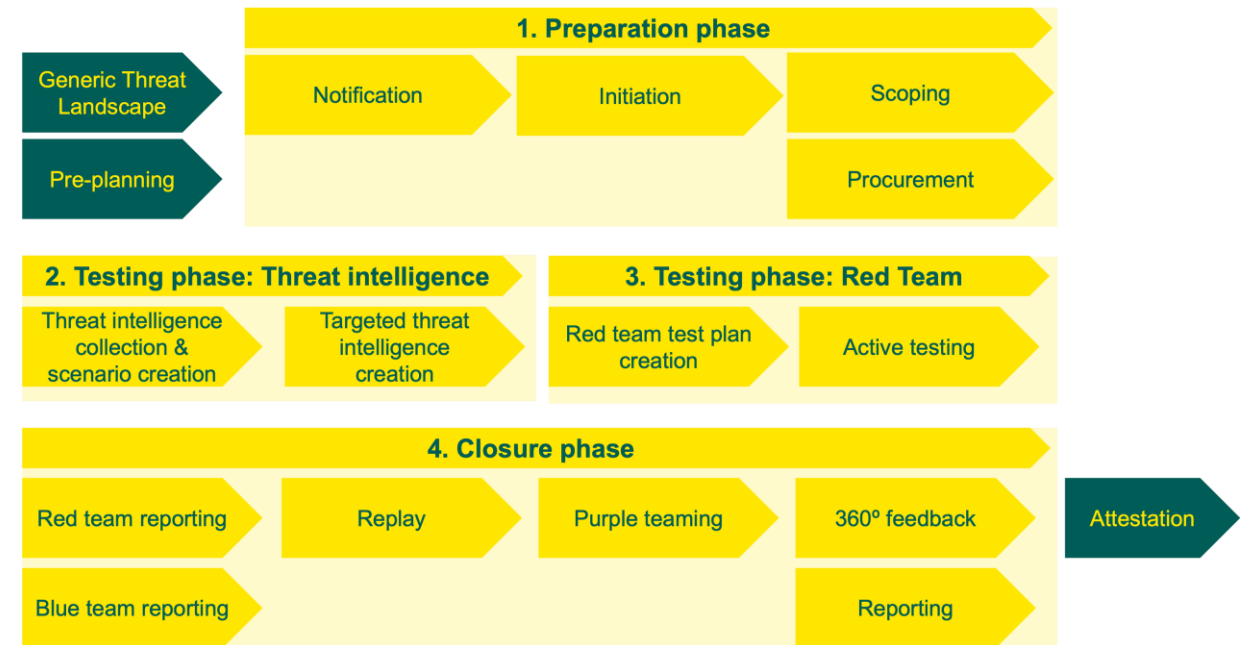 1. Preparation phase
Generic Threat
Landscape
Notification
Initiation
Scoping
Pre-planning
Procurement
2. Testing phase: Threat intelligence
3. Testing phase: Red Team
Threat intelligence
collection &
scenario creation
Targeted threat
intelligence
creation
Red team test plan
creation
Active testing
4. Closure phase
Red team reporting
Replay
Purple teaming
360º feedback
Attestation
Blue team reporting
Reporting